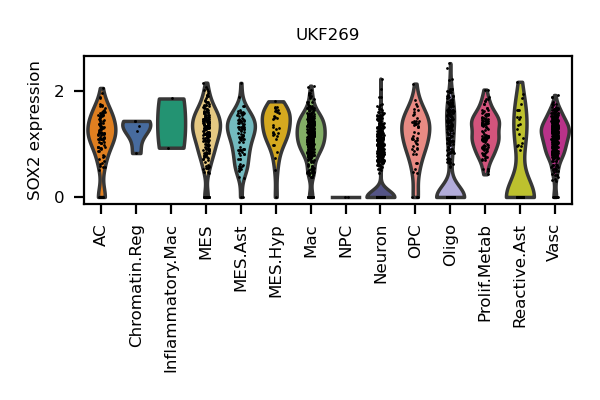 UKF269
SOX2 expression
2
0
AC
Chromatin.Reg
Inflammatory.Mac
MES
MES.Ast
MES.Hyp
Mac
NPC
Neuron
OPC
Oligo
Prolif.Metab
Reactive.Ast
Vasc